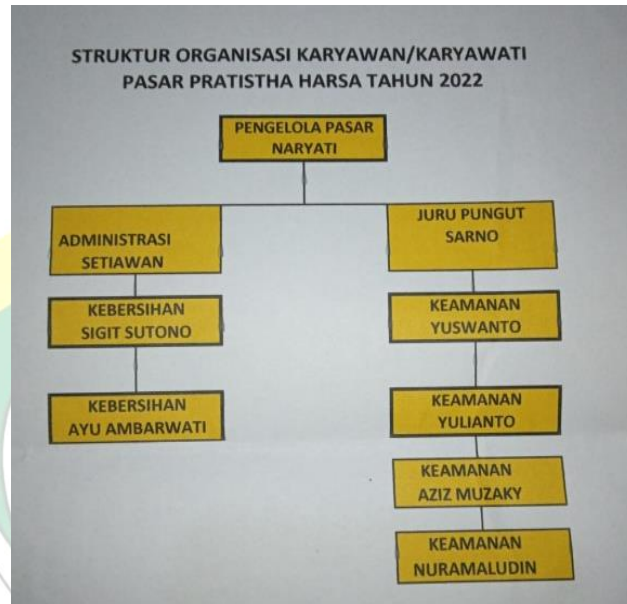 STRUKTUR ORGANISASI KARYAWAN/KARYAWATI
PASAR PRATISTHA HARSA TAHUN 2022
PENGELOLA PASAR
NARYATI
ADMINISTRASI
SETIAWAN
KEBERSIHAN
SIGIT SUTONO
KEBERSIHAN
AYU AMBARWATI
JURU PUNGUT
SARNO
KEAMANAN
YUSWANTO
KEAMANAN
YULIANTO
KEAMANAN
AZIZ MUZAKY
KEAMANAN
NURAMALUDIN